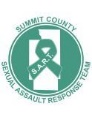 SUMMIT COUNTY
S.A.R.T.
SEXUAL ASSAULT RESPONSE TEAM